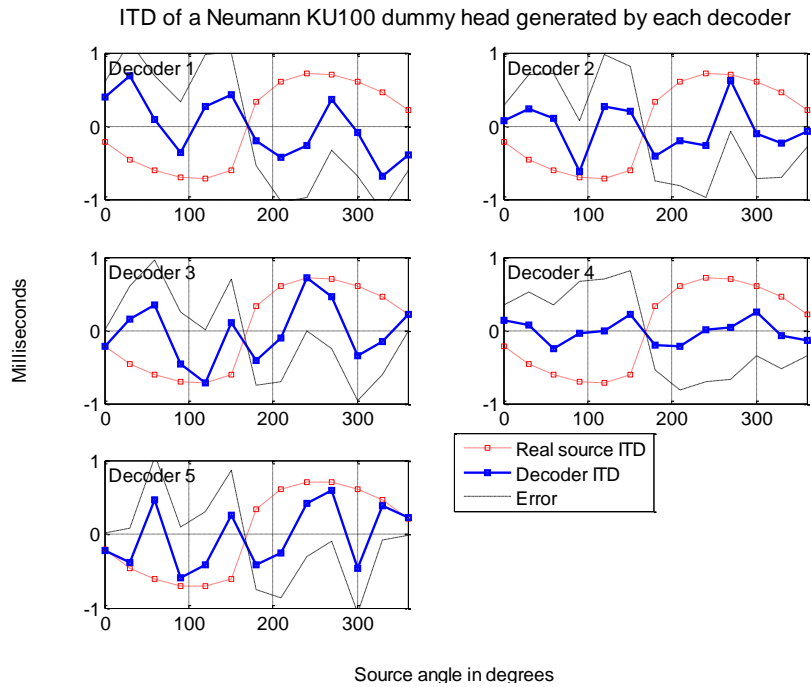 ITD of a Neumann KU100 dummy head generated by each decoder
1
Decoder 1
0
-1
0 100 200 300
1
Decoder 2
0
-1
0 100 200 300
1
Decoder 3
0
-1
0 100 200 300
1
Decoder 4
0
-1
0 100 200 300
Milliseconds
1
Decoder 5
0
-1
0 100 200 300
Real source ITD
Decoder ITD
Error
Source angle in degrees